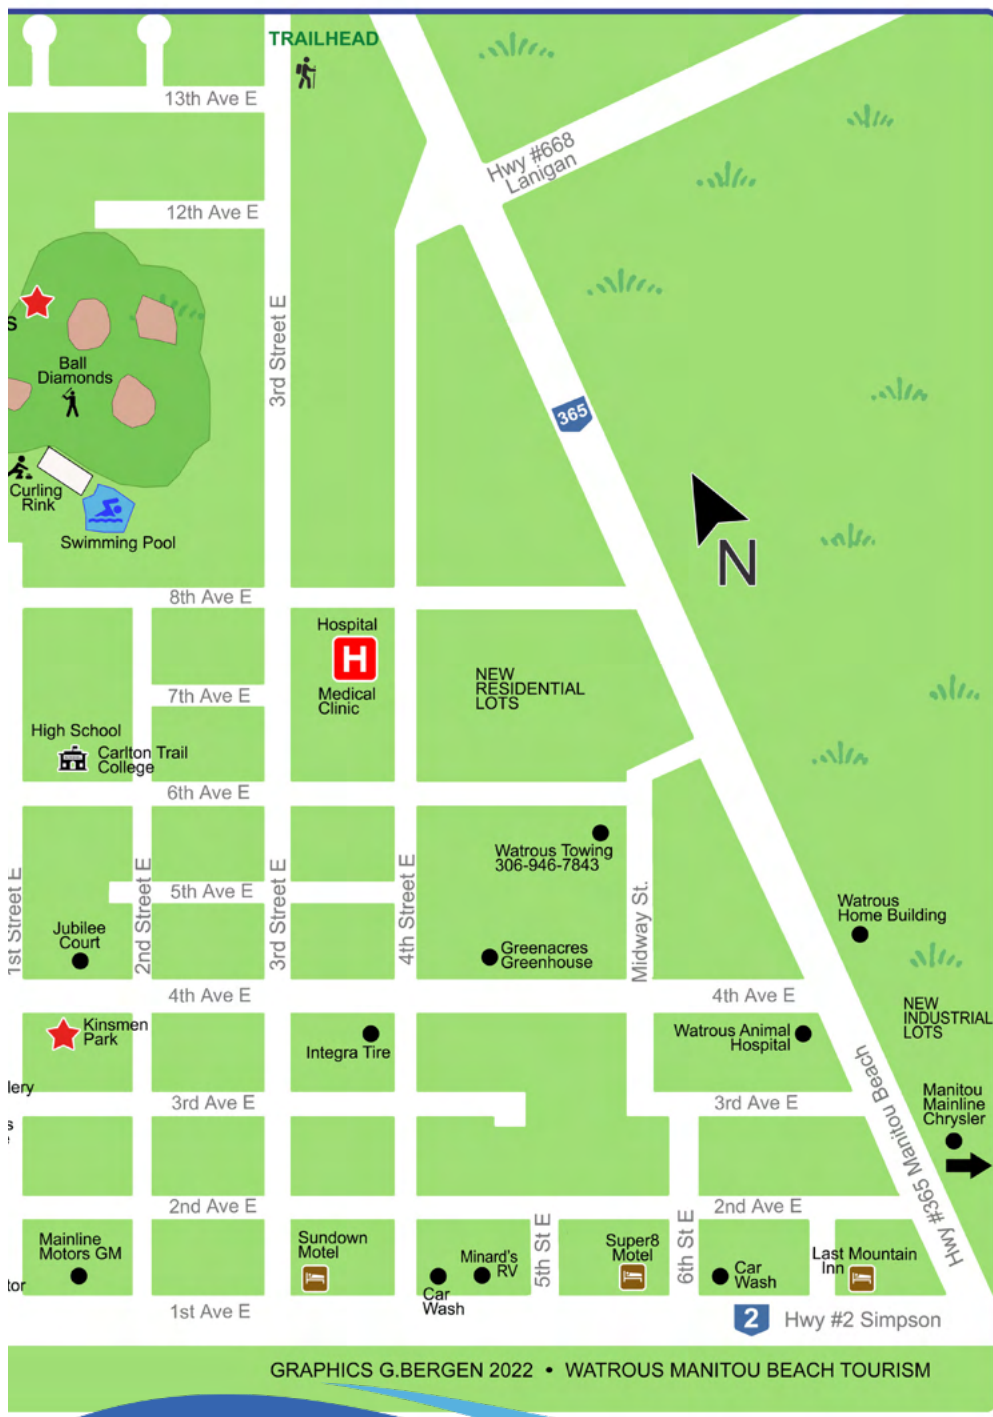 TRAILHEAD
13th Ave E
Hwy #668
Lanigan
12th Ave E
3rd Street E
S
Ball
Diamonds
365
Curling
Rink
Swimming Pool
N
8th Ave E
Hospital
H
Medical
Clinic
NEW
RESIDENTIAL
LOTS
7th Ave E
High School
Carlton Trail
College
6th Ave E
Watrous Towing
306-946-7843
1st Street E
2nd Street E
3rd Street E
4th Street E
Midway St.
5th Ave E
Watrous
Home Building
Jubilee
Court
Greenacres
Greenhouse
4th Ave E
4th Ave E
NEW
INDUSTRIAL
LOTS
Kinsmen
Park
Integra Tire
Watrous Animal
Hospital
Hwy #365 Manitou Beach
lery
3rd Ave E
3rd Ave E
Manitou
Mainline
Chrysler
s
2nd Ave E
2nd Ave E
Mainline
Motors GM
Sundown
Motel
Minard's
RV
5th St E
Super8
Motel
6th St E
Car
Wash
Last Mountain
Inn
tor
Car
Wash
1st Ave E
2
Hwy #2 Simpson
GRAPHICS G.BERGEN 2022 • WATROUS MANITOU BEACH TOURISM